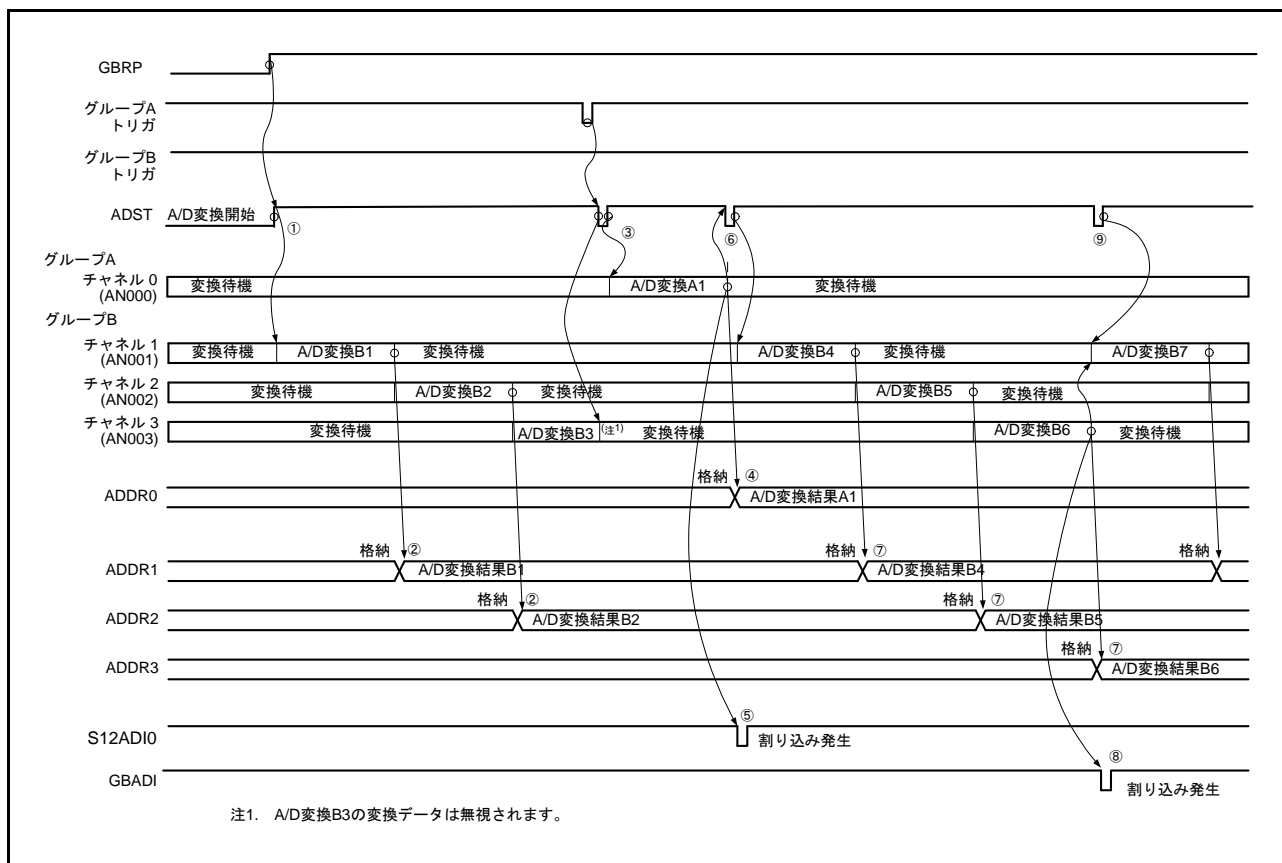 GBRP
グループA
トリガ
グループB
トリガ
ADST
A/D変換開始
①
③
⑥
⑨
グループA
チャネル 0
(AN000)
変換待機
A/D変換A1
変換待機
グループB
チャネル 1
(AN001)
変換待機
A/D変換B1
変換待機
A/D変換B4
変換待機
A/D変換B7
チャネル 2
(AN002)
変換待機
A/D変換B2
変換待機
A/D変換B5
変換待機
チャネル 3
(AN003)
変換待機
A/D変換B3
(注1)
変換待機
A/D変換B6
変換待機
ADDR0
格納 ④
A/D変換結果A1
ADDR1
格納 ②
A/D変換結果B1
格納 ⑦
A/D変換結果B4
格納
ADDR2
格納 ②
A/D変換結果B2
格納 ⑦
A/D変換結果B5
ADDR3
格納 ⑦
A/D変換結果B6
S12ADI0
⑤
割り込み発生
GBADI
⑧
割り込み発生
注1. A/D変換B3の変換データは無視されます。